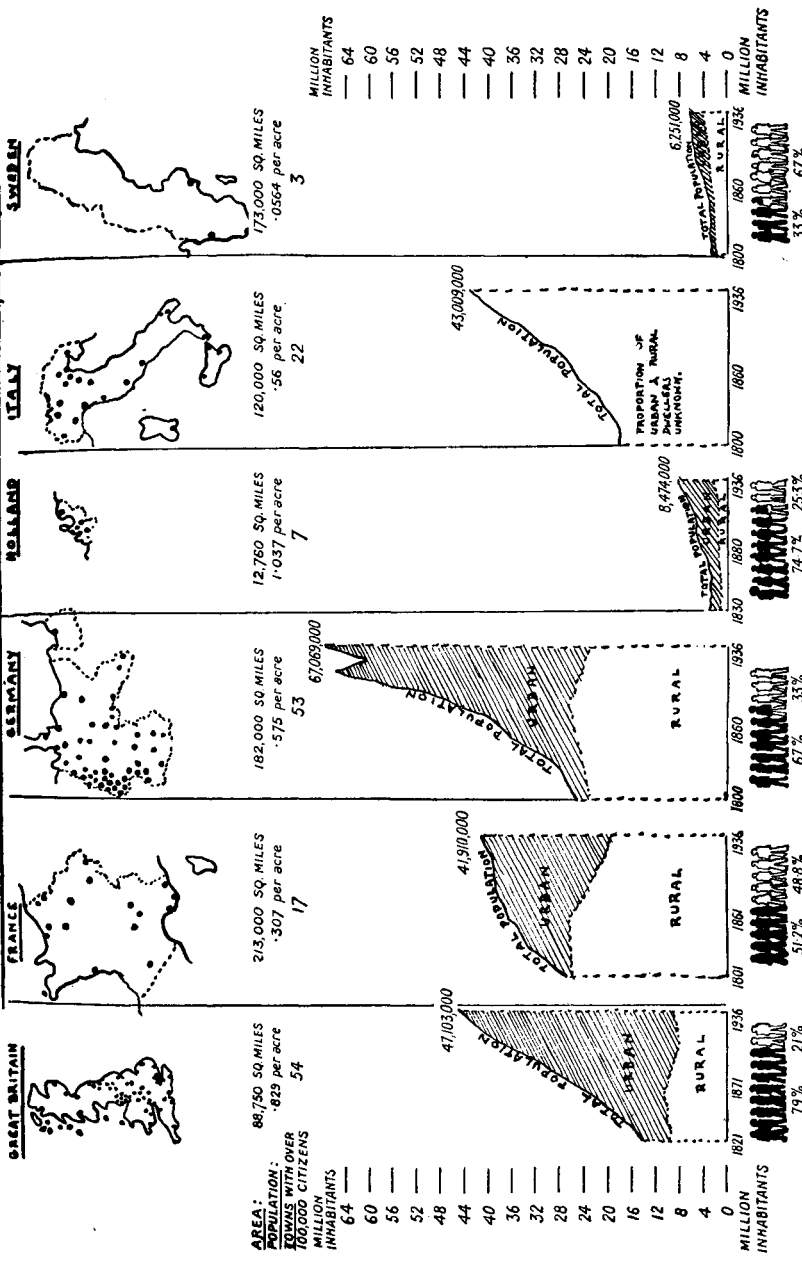 GREAT BRITAIN
FRANCE
GERMANY
HOLLAND
ITALY
SWEDEN
AREA:
POPULATION:
TOWNS WITH OVER
100,000 CITIZENS
88,750 SQ. MILES
·829 per acre
54
213,000 SQ. MILES
·307 per acre
17
182,000 SQ. MILES
·575 per acre
53
12,760 SQ. MILES
1·037 per acre
7
120,000 SQ. MILES
·56 per acre
22
173,000 SQ. MILES
·0564 per acre
3
MILLION
INHABITANTS
64
60
56
52
48
44
40
36
32
28
24
20
16
12
8
4
0
MILLION
INHABITANTS
47,103,000
TOTAL POPULATION
URBAN
RURAL
1821
1871
1936
79%
21%
41,910,000
TOTAL POPULATION
URBAN
RURAL
1801
1861
1936
51.2%
48.8%
67,069,000
TOTAL POPULATION
URBAN
RURAL
1800
1860
1936
67%
33%
8,474,000
TOTAL POPULATION
URBAN
RURAL
1830
1880
1936
74.7%
25.3%
43,009,000
TOTAL POPULATION
PROPORTION OF
URBAN & RURAL
DWELLERS
UNKNOWN.
1800
1860
1936
6,251,000
TOTAL POPULATION
RURAL
1800
1860
1936
33%
67%
MILLION
INHABITANTS
64
60
56
52
48
44
40
36
32
28
24
20
16
12
8
4
0
MILLION
INHABITANTS